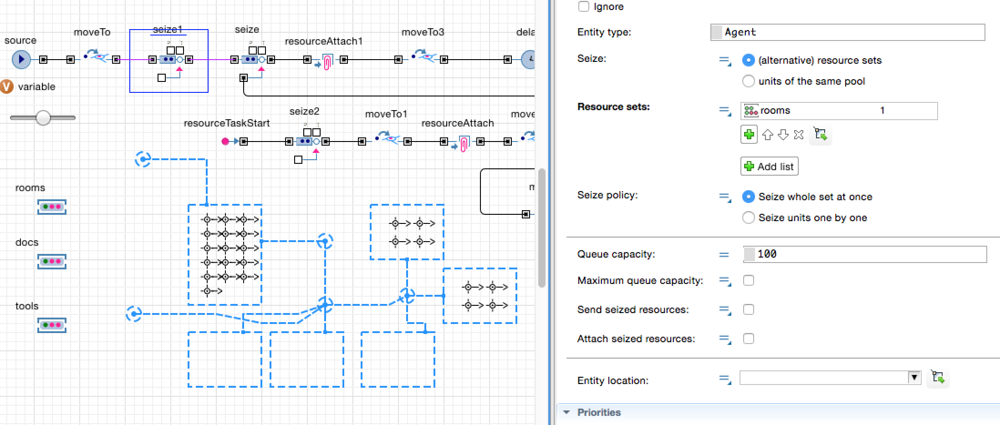 source
moveTo
seize1
seize
resourceAttach1
moveTo3
dela
variable
seize2
resourceTaskStart
moveTo1
resourceAttach
move
rooms
docs
tools
Ignore
Entity type:
Agent
Seize:
(alternative) resource sets
units of the same pool
Resource sets:
rooms 1
Add list
Seize policy:
Seize whole set at once
Seize units one by one
Queue capacity:
100
Maximum queue capacity:
Send seized resources:
Attach seized resources:
Entity location:
Priorities